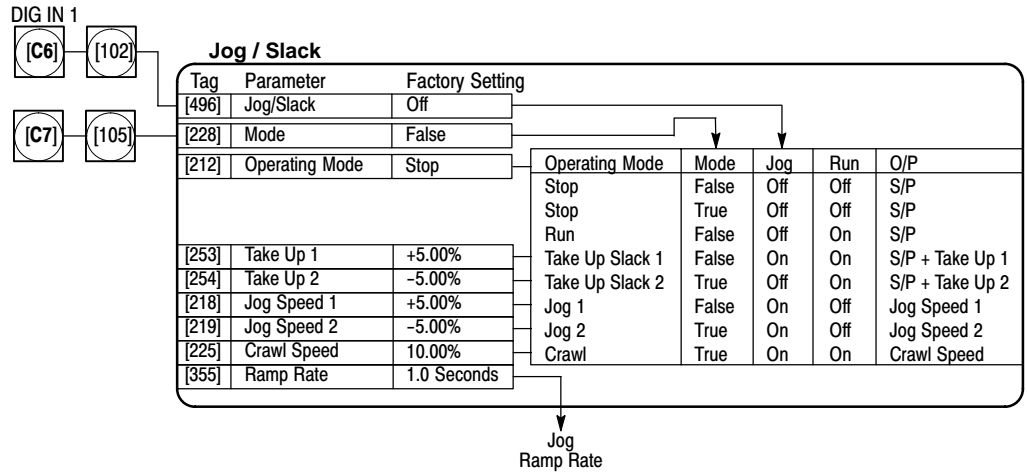 DIG IN 1
[C6] [102]
Jog / Slack
Tag Parameter Factory Setting
[496] Jog/Slack Off
[C7] [105] [228] Mode False
[212] Operating Mode Stop
Operating Mode Mode Jog Run O/P
Stop False Off Off S/P
Stop True Off Off S/P
Run False Off On S/P
[253] Take Up 1 +5.00% Take Up Slack 1 False On On S/P + Take Up 1
[254] Take Up 2 −5.00% Take Up Slack 2 True Off On S/P + Take Up 2
[218] Jog Speed 1 +5.00% Jog 1 False On Off Jog Speed 1
[219] Jog Speed 2 −5.00% Jog 2 True On Off Jog Speed 2
[225] Crawl Speed 10.00% Crawl True On On Crawl Speed
[355] Ramp Rate 1.0 Seconds
Jog
Ramp Rate